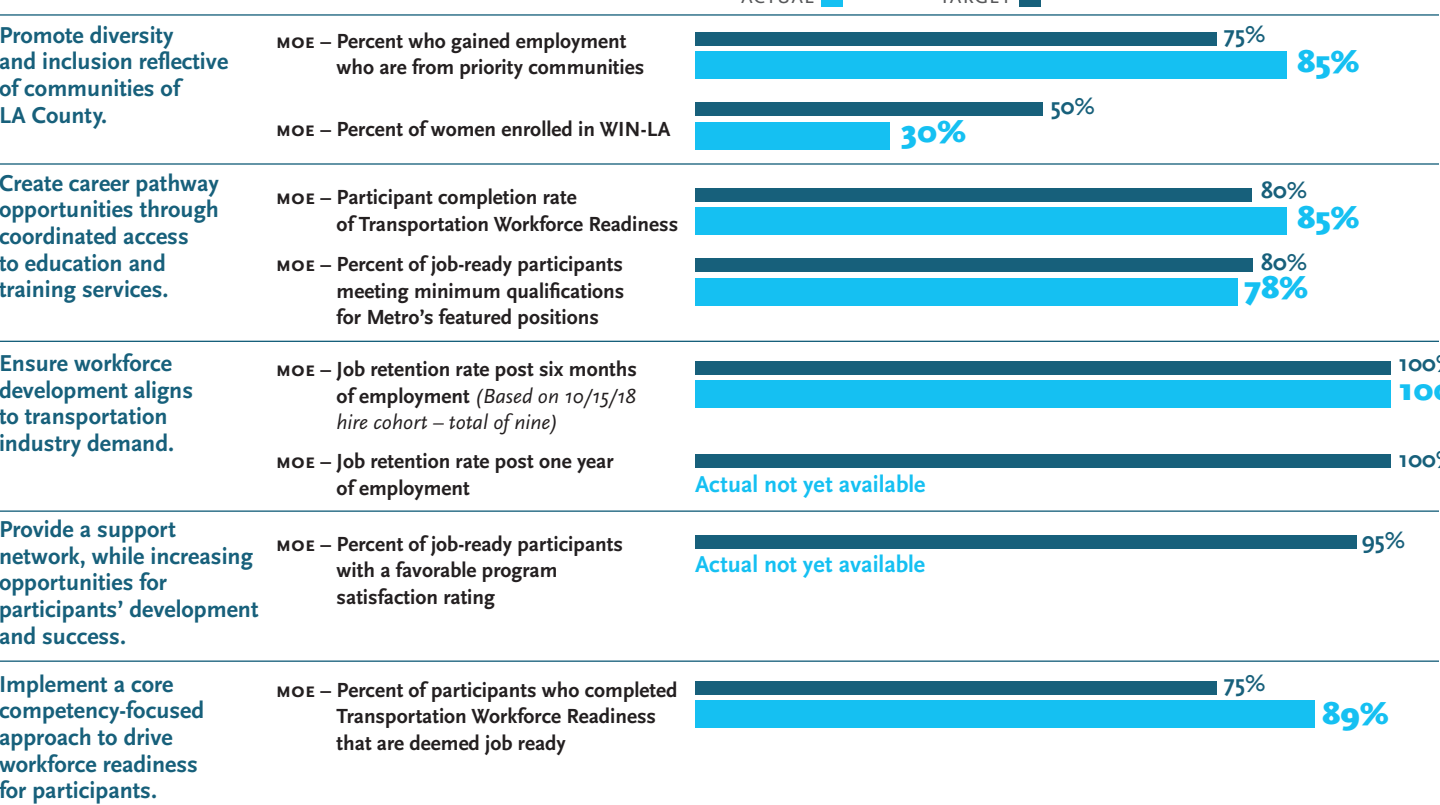 ACTUAL TARGET
Promote diversity
and inclusion reflective
of communities of
LA County.
MOE – Percent who gained employment
who are from priority communities
75%
85%
MOE – Percent of women enrolled in WIN-LA
50%
30%
Create career pathway
opportunities through
coordinated access
to education and
training services.
MOE – Participant completion rate
of Transportation Workforce Readiness
80%
85%
MOE – Percent of job-ready participants
meeting minimum qualifications
for Metro’s featured positions
80%
78%
Ensure workforce
development aligns
to transportation
industry demand.
MOE – Job retention rate post six months
of employment (Based on 10/15/18
hire cohort – total of nine)
100%
MOE – Job retention rate post one year
of employment
100%
Actual not yet available
Provide a support
network, while increasing
opportunities for
participants’ development
and success.
MOE – Percent of job-ready participants
with a favorable program
satisfaction rating
95%
Actual not yet available
Implement a core
competency-focused
approach to drive
workforce readiness
for participants.
MOE – Percent of participants who completed
Transportation Workforce Readiness
that are deemed job ready
75%
89%